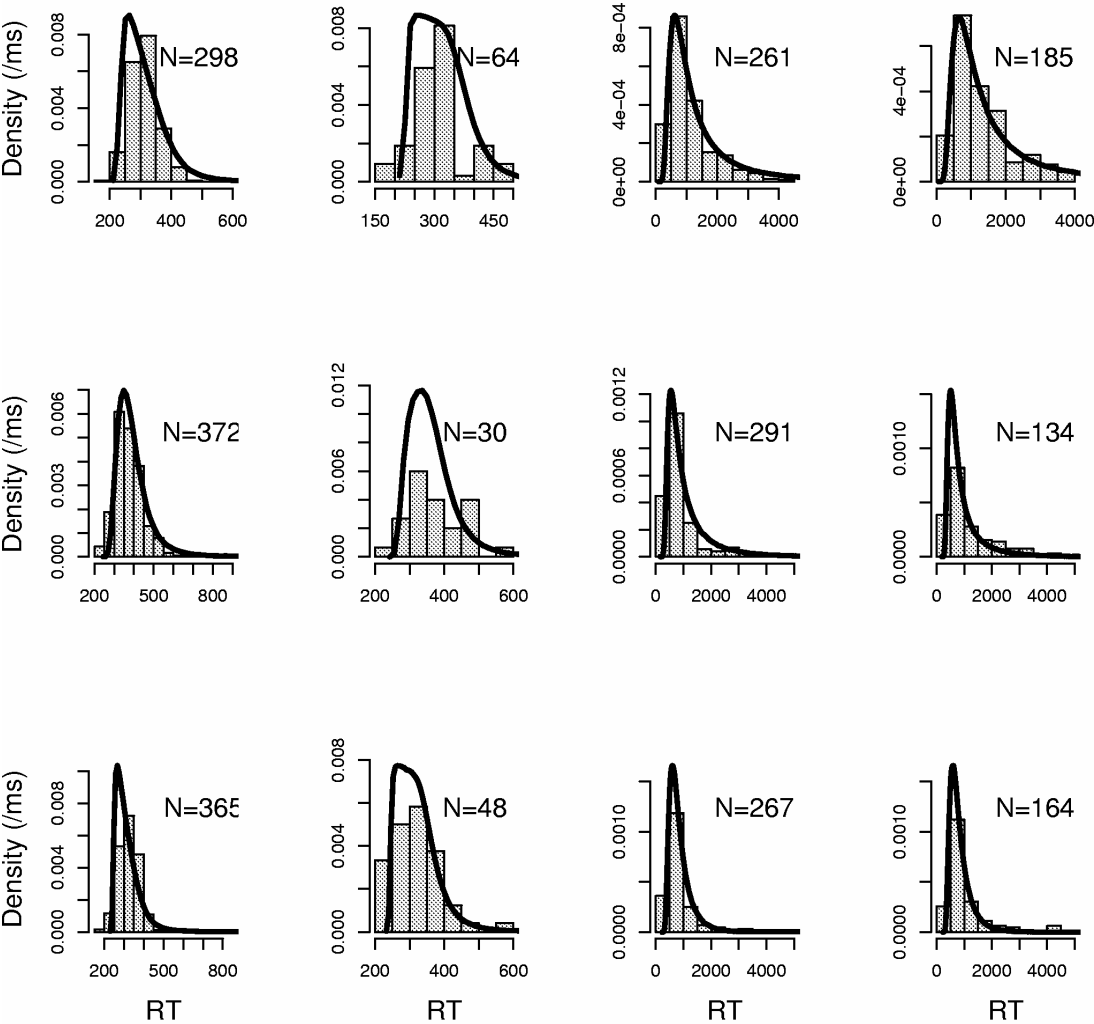 Density (/ms)
0.000 0.004 0.008
N=298
200 400 600
0.000 0.004 0.008
N=64
150 300 450
0e+00 4e−04 8e−04
N=261
0 2000 4000
0e+00 4e−04
N=185
0 2000 4000
Density (/ms)
0.000 0.003 0.006
N=372
200 500 800
0.000 0.006 0.012
N=30
200 400 600
0.0000 0.0006 0.0012
N=291
0 2000 4000
0.0000 0.0010
N=134
0 2000 4000
Density (/ms)
0.000 0.004 0.008
N=365
200 500 800
RT
0.000 0.004 0.008
N=48
200 400 600
RT
0.0000 0.0010
N=267
0 2000 4000
RT
0.0000 0.0010
N=164
0 2000 4000
RT